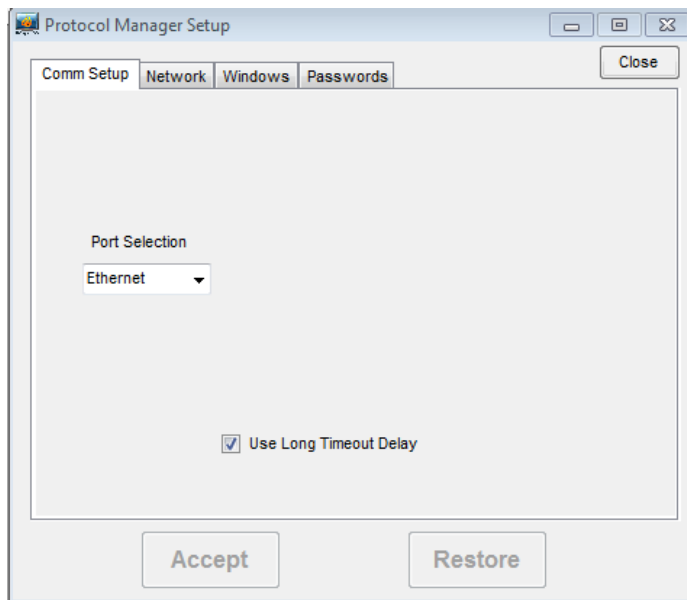 Protocol Manager Setup
Close
Comm Setup Network Windows Passwords
Port Selection
Ethernet
Use Long Timeout Delay
Accept Restore